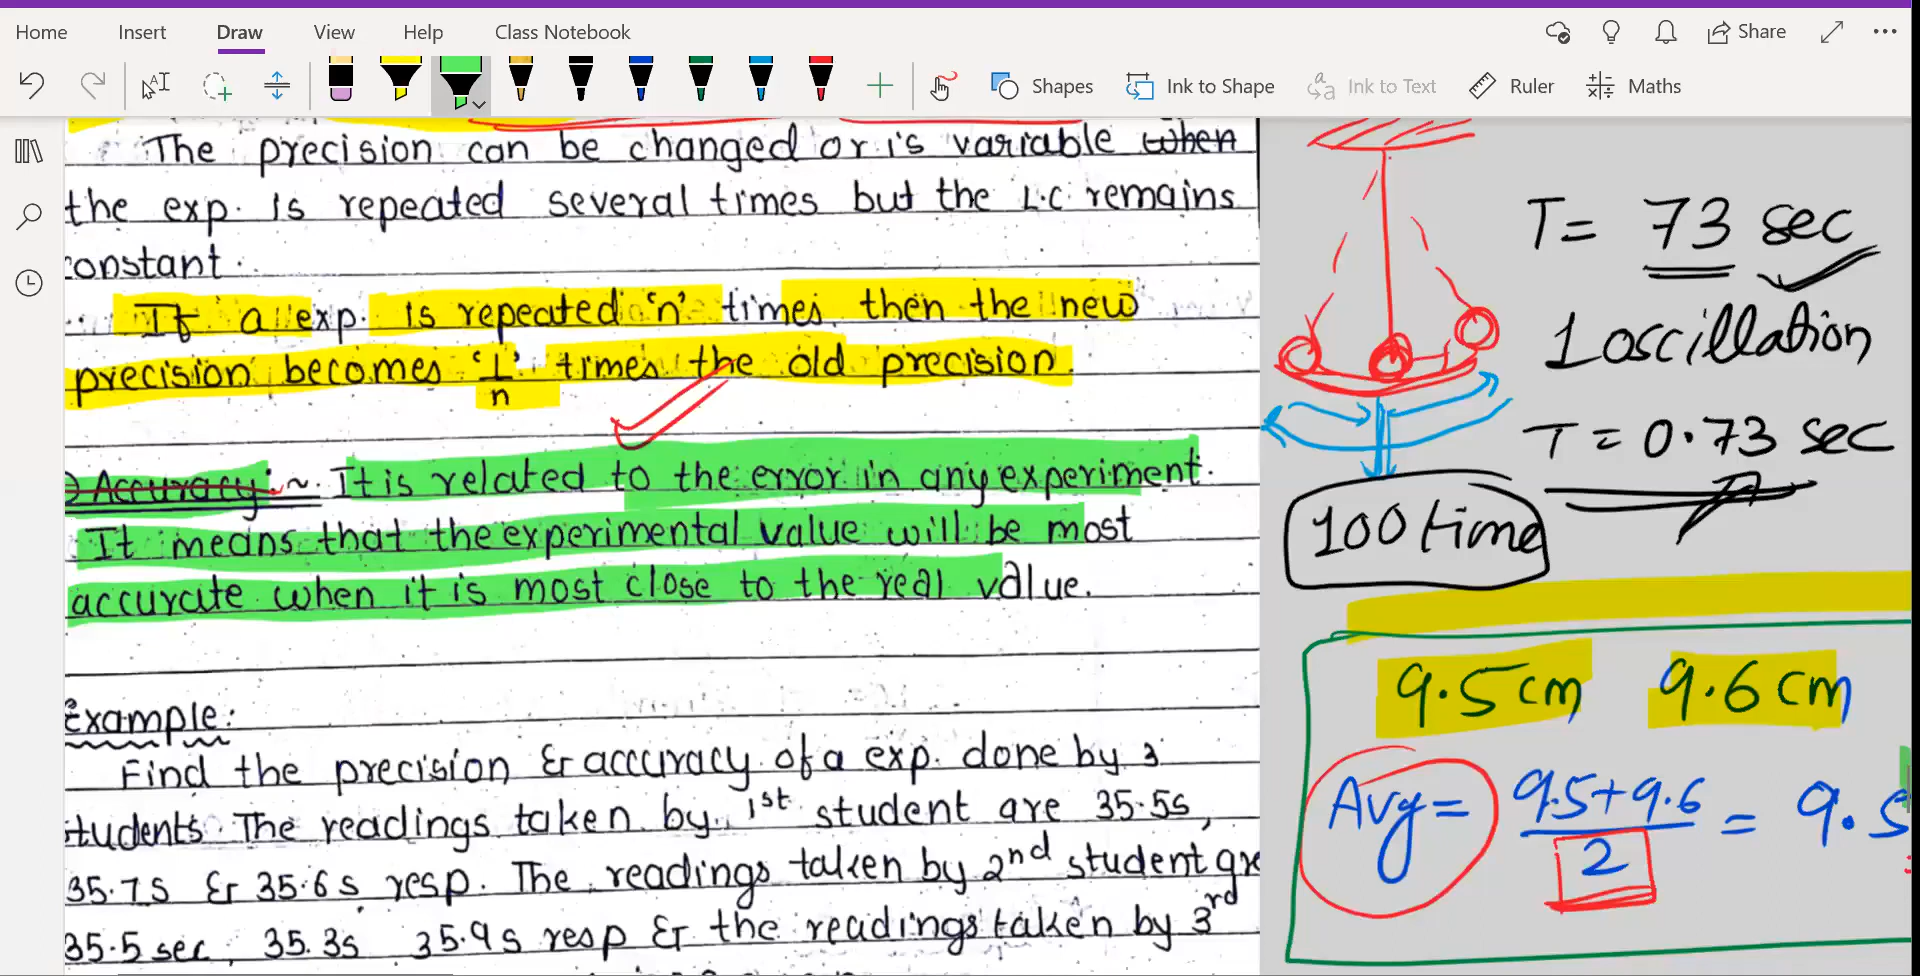 Home Insert Draw View Help Class Notebook Share
Shapes Ink to Shape Ink to Text Ruler Maths
The precision can be changed or is variable when
the exp. is repeated several times but the L.C remains
constant.
If a exp. is repeated 'n' times, then the new
precision becomes '1/n' times the old precision.
Accuracy :~ It is related to the error in any experiment.
It means that the experimental value will be most
accurate when it is most close to the real value.
Example:
Find the precision & accuracy of a exp. done by 3
students. The readings taken by 1st student are 35.5s,
35.7s & 35.6s resp. The readings taken by 2nd student are
35.5 sec, 35.3s 35.9s resp & the readings taken by 3rd
T = 73 sec
1 oscillation
T = 0.73 sec
100 time
9.5 cm 9.6 cm
Avg = 9.5+9.6 / 2 = 9.5